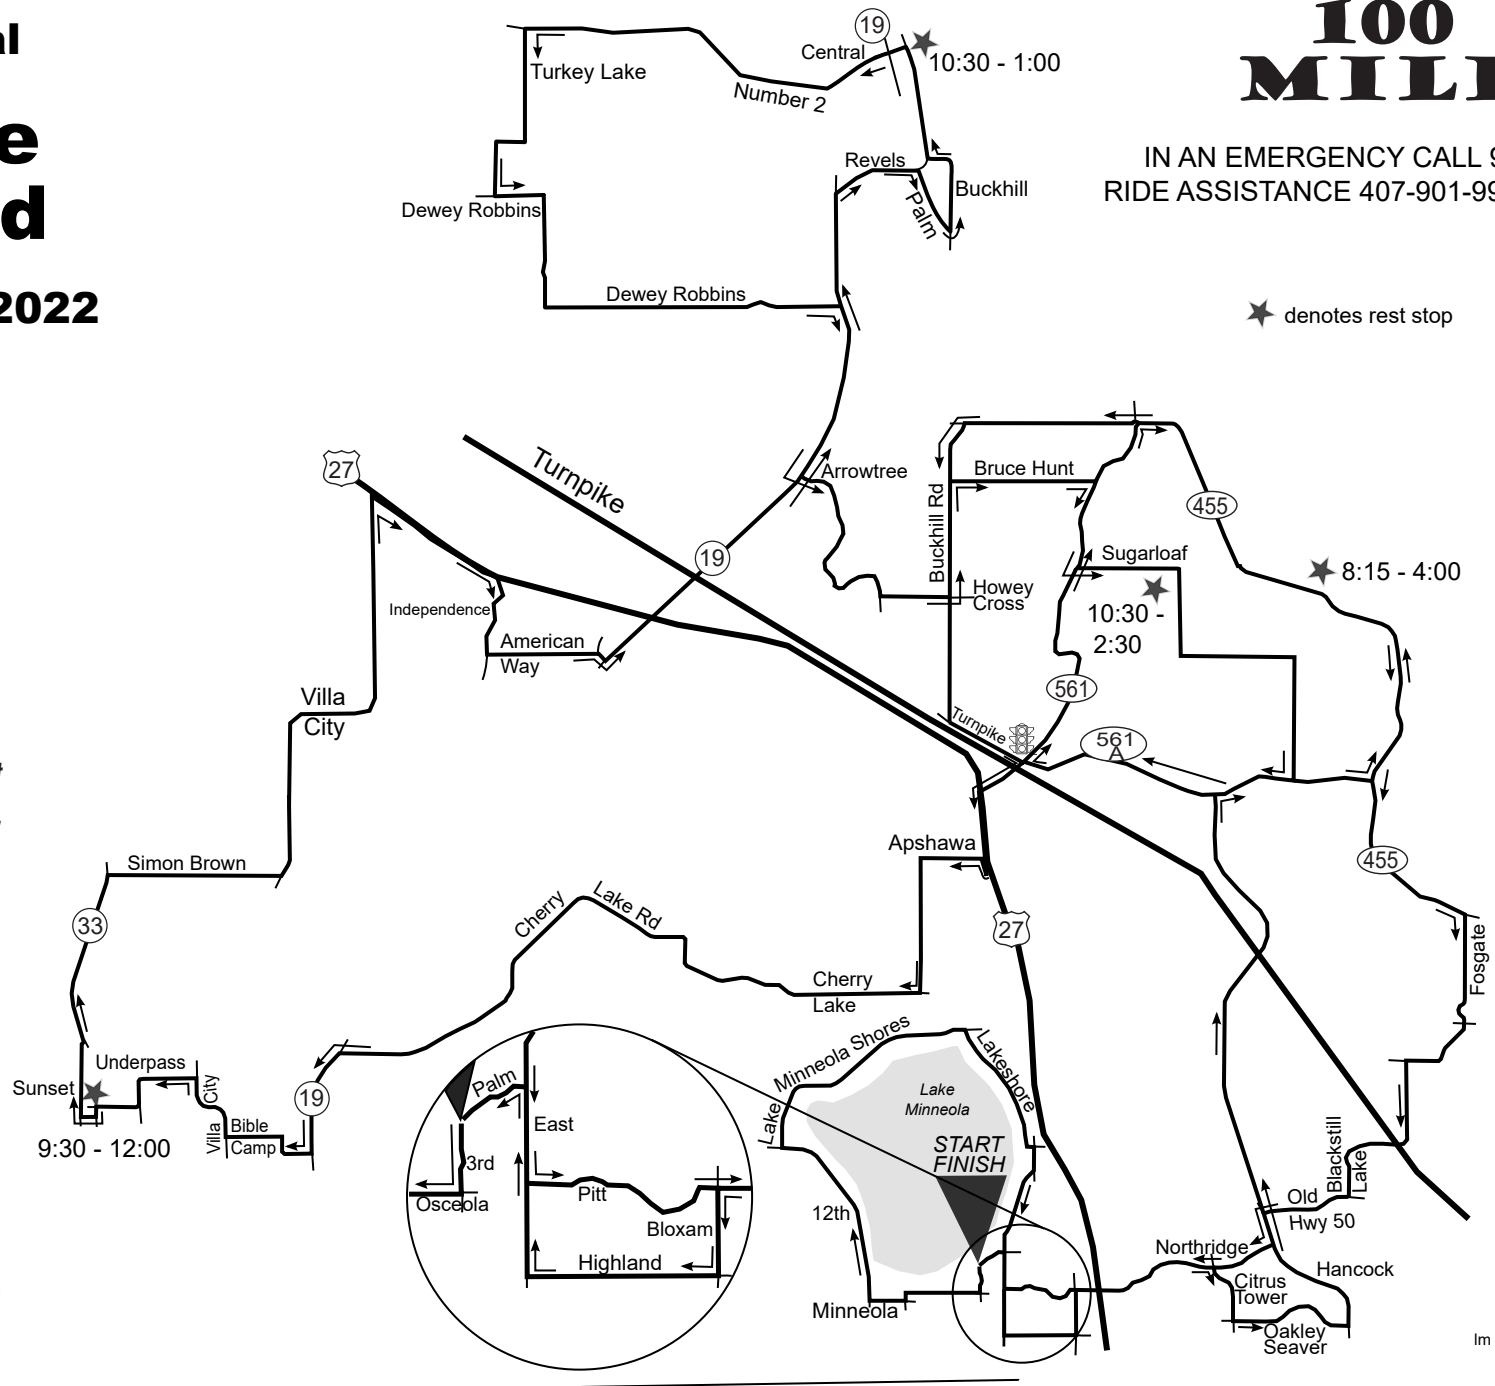 al
e
d
2022
100
MILE
IN AN EMERGENCY CALL 9
RIDE ASSISTANCE 407-901-99
denotes rest stop
19
Central
10:30 - 1:00
Turkey Lake
Number 2
Revels
Buckhill
Palm
Dewey Robbins
Dewey Robbins
27
Turnpike
Arrowtree
Bruce Hunt
Buckhill Rd
455
19
Sugarloaf
8:15 - 4:00
Howey
Cross
10:30 -
2:30
Independence
American
Way
561
Villa
City
Turnpike
561
A
Apshawa
455
Simon Brown
33
Cherry
Lake Rd
27
Fosgate
Cherry
Lake
Underpass
Sunset
Villa
City
19
Bible
Camp
9:30 - 12:00
Palm
East
3rd
Osceola
Pitt
Bloxam
Highland
Minneola Shores
Lakeshore
Lake
Lake
Minneola
START
FINISH
12th
Minneola
Blackstill
Lake
Old
Hwy 50
Northridge
Hancock
Citrus
Tower
Oakley
Seaver
Im